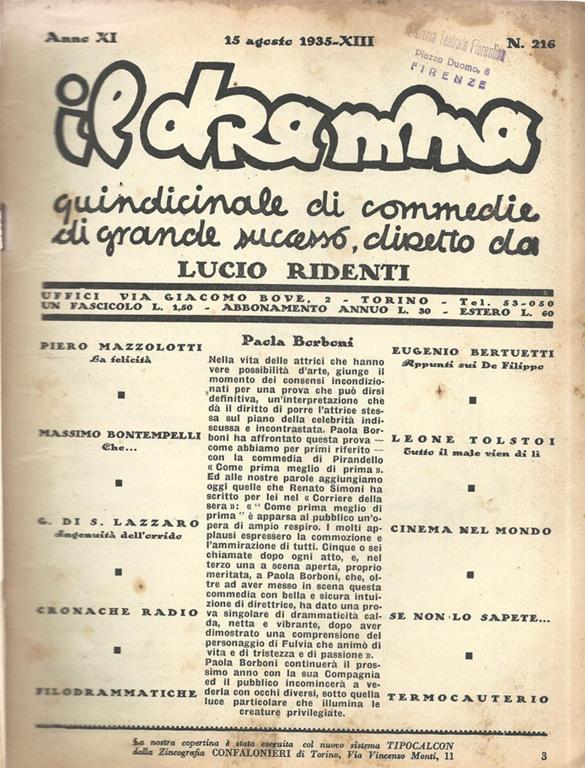 Anno XI
15 agosto 1935-XIII
N. 216
Piazza Duomo, 8
FIRENZE
il dramma
quindicinale di commedie
di grande successo, diretto da
LUCIO RIDENTI
UFFICI VIA GIACOMO BOVE, 2 - TORINO - Tel. 53-050
UN FASCICOLO L. 1,50 - ABBONAMENTO ANNUO L. 30 - ESTERO L. 60
PIERO MAZZOLOTTI
La felicità
MASSIMO BONTEMPELLI
Che...
G. DI S. LAZZARO
Ingenuità dell'orrido
CRONACHE RADIO
FILODRAMMATICHE
Paola Borboni
Nella vita delle attrici che hanno
vere possibilità d'arte, giunge il
momento dei consensi incondizio-
nati per una prova che può dirsi
definitiva, un'interpretazione che
dà il diritto di porre l'attrice stes-
sa sul piano della celebrità indi-
scussa e incontrastata. Paola Bor-
boni ha affrontato questa prova —
come abbiamo per primi riferito —
con la commedia di Pirandello
« Come prima meglio di prima ».
Ed alle nostre parole aggiungiamo
oggi quelle che Renato Simoni ha
scritto per lei nel « Corriere della
sera »: « " Come prima meglio di
prima " è apparsa al pubblico un'o-
pera di ampio respiro. I molti ap-
plausi espressero la commozione e
l'ammirazione di tutti. Cinque o sei
chiamate dopo ogni atto, e, nel
terzo una a scena aperta, proprio
meritata, a Paola Borboni, che, ol-
tre ad aver messo in scena questa
commedia con bella e sicura intui-
zione di direttrice, ha dato una pro-
va singolare di drammaticità cal-
da, netta e vibrante, dopo aver
dimostrato una comprensione del
personaggio di Fulvia che animò di
vita e di tristezza e di passione ».
Paola Borboni continuerà il pros-
simo anno con la sua Compagnia
ed il pubblico incomincerà a ve-
derla con occhi diversi, sotto quella
luce particolare che illumina le
creature privilegiate.
EUGENIO BERTUETTI
Appunti sui De Filippo
LEONE TOLSTOI
Tutto il male vien di lì
CINEMA NEL MONDO
SE NON LO SAPETE...
TERMOCAUTERIO
La nostra copertina è stata eseguita col nuovo sistema TIPOCALCON
dalla Zincografia CONFALONIERI di Torino, Via Vincenzo Monti, 11
3